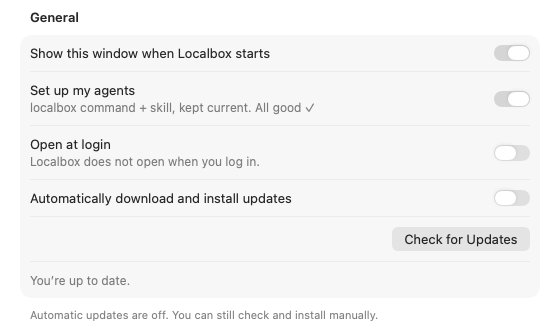 General
Show this window when Localbox starts
Set up my agents
localbox command + skill, kept current. All good ✓
Open at login
Localbox does not open when you log in.
Automatically download and install updates
Check for Updates
You’re up to date.
Automatic updates are off. You can still check and install manually.